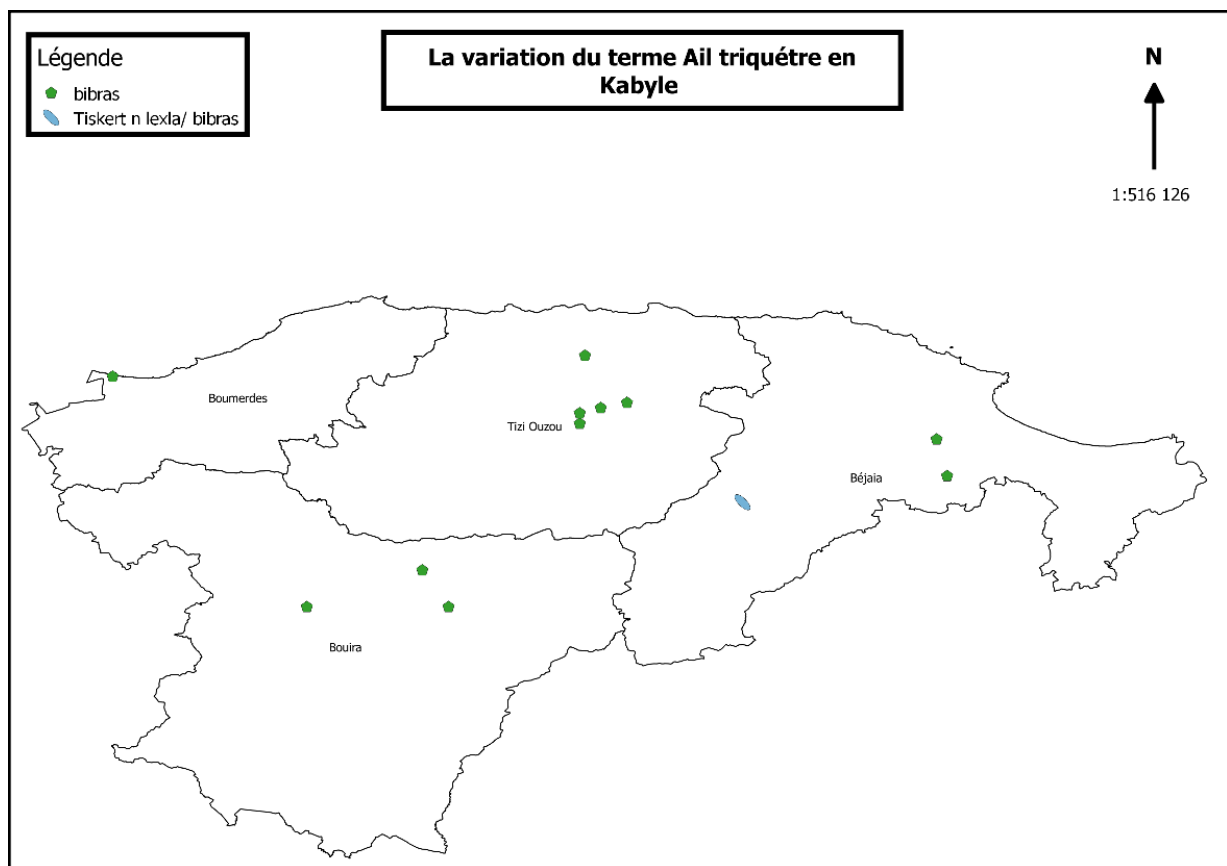 Légende
bibras
Tiskert n lexla/ bibras
La variation du terme Ail triquétre en
Kabyle
N
1:516 126
Boumerdes
Tizi Ouzou
Béjaia
Bouira